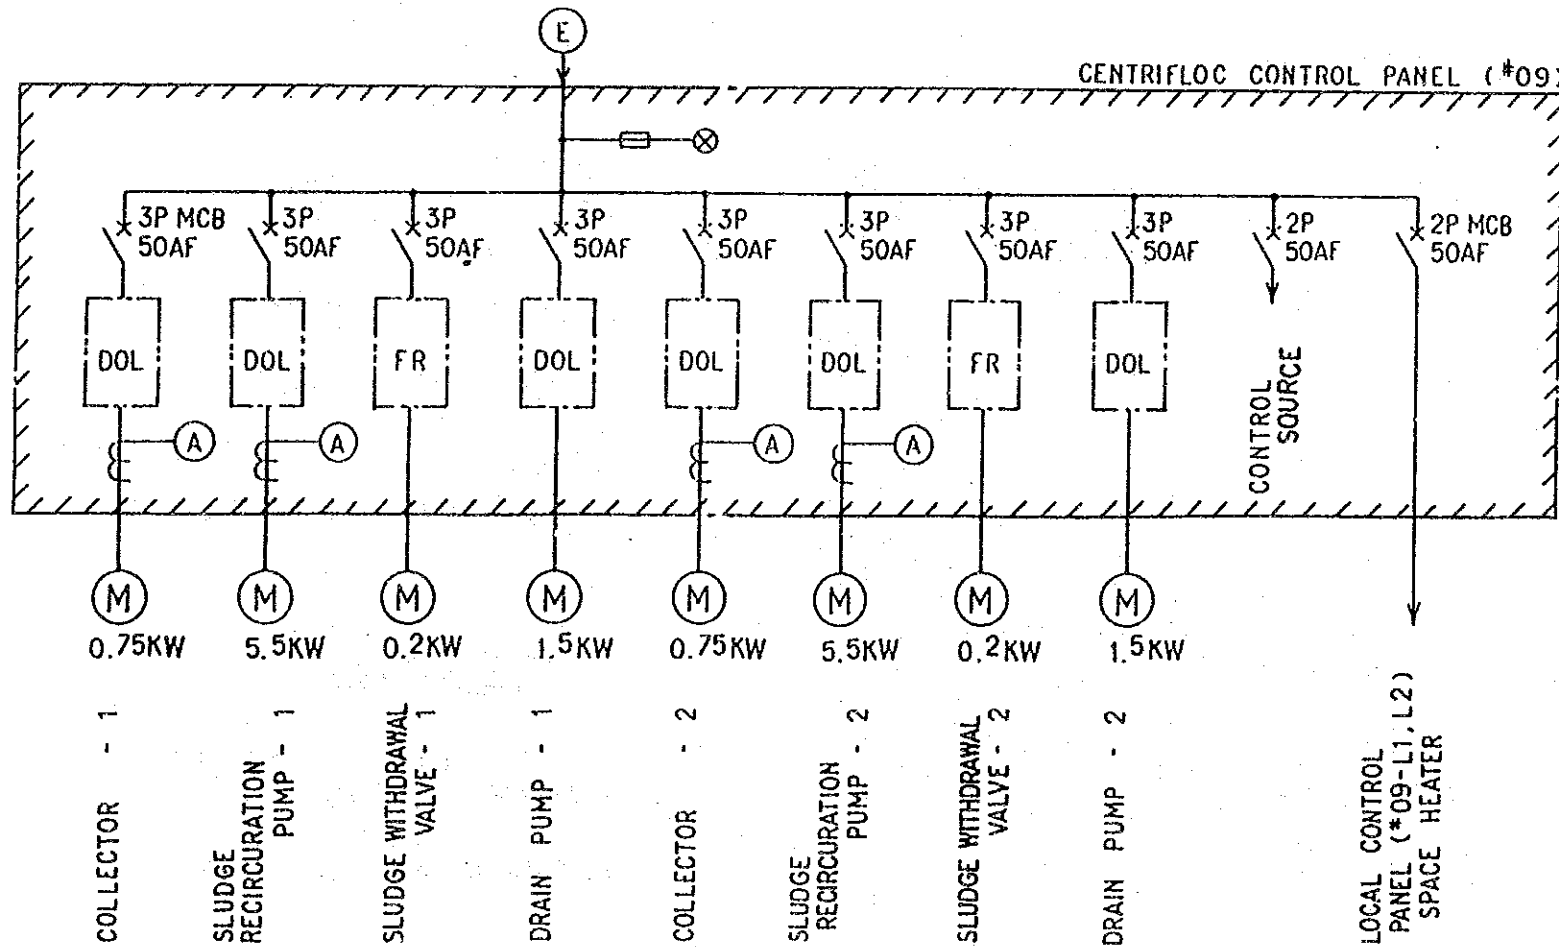 E
CENTRIFLOC CONTROL PANEL (#09)
3P MCB
50AF
3P
50AF
3P
50AF
3P
50AF
3P
50AF
3P
50AF
3P
50AF
3P
50AF
2P
50AF
2P MCB
50AF
DOL
DOL
FR
DOL
DOL
DOL
FR
DOL
CONTROL
SOURCE
A
A
A
A
M
M
M
M
M
M
M
M
0.75KW
5.5KW
0.2KW
1.5KW
0.75KW
5.5KW
0.2KW
1.5KW
COLLECTOR - 1
SLUDGE
RECIRCURATION
PUMP - 1
SLUDGE WITHDRAWAL
VALVE - 1
DRAIN PUMP - 1
COLLECTOR - 2
SLUDGE
RECIRCURATION
PUMP - 2
SLUDGE WITHDRAWAL
VALVE - 2
DRAIN PUMP - 2
LOCAL CONTROL
PANEL (*09-L1,L2)
SPACE HEATER